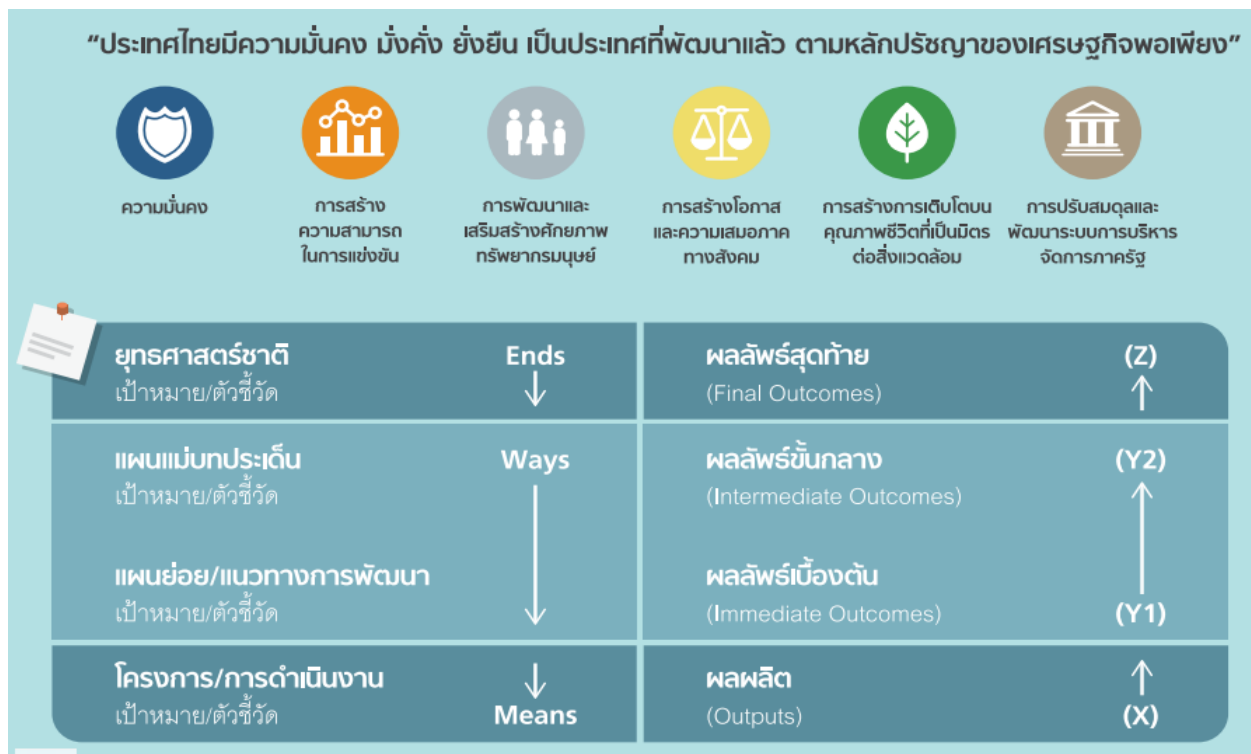 “ประเทศไทยมีความมั่นคง มั่งคั่ง ยั่งยืน เป็นประเทศที่พัฒนาแล้ว ตามหลักปรัชญาของเศรษฐกิจพอเพียง”
ความมั่นคง
การสร้าง
ความสามารถ
ในการแข่งขัน
การพัฒนาและ
เสริมสร้างศักยภาพ
ทรัพยากรมนุษย์
การสร้างโอกาส
และความเสมอภาค
ทางสังคม
การสร้างการเติบโตบน
คุณภาพชีวิตที่เป็นมิตร
ต่อสิ่งแวดล้อม
การปรับสมดุลและ
พัฒนาระบบการบริหาร
จัดการภาครัฐ
ยุทธศาสตร์ชาติ Ends
เป้าหมาย/ตัวชี้วัด
ผลลัพธ์สุดท้าย (Z)
(Final Outcomes)
แผนแม่บทประเด็น Ways
เป้าหมาย/ตัวชี้วัด
ผลลัพธ์ขั้นกลาง (Y2)
(Intermediate Outcomes)
แผนย่อย/แนวทางการพัฒนา
เป้าหมาย/ตัวชี้วัด
ผลลัพธ์เบื้องต้น
(Immediate Outcomes) (Y1)
โครงการ/การดำเนินงาน
เป้าหมาย/ตัวชี้วัด Means
ผลผลิต
(Outputs) (X)